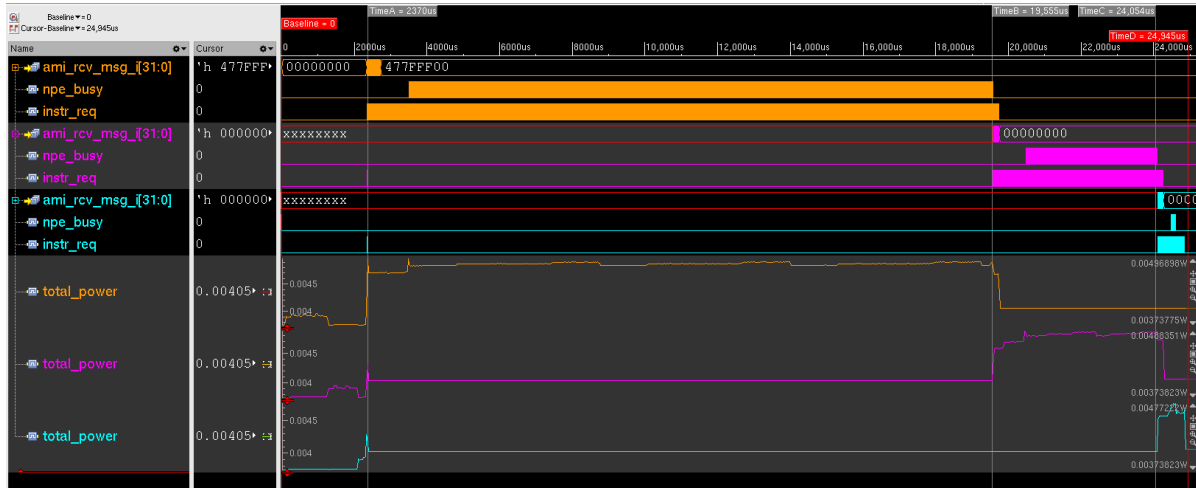 Baseline▼= 0
Cursor-Baseline▼= 24,945us
TimeA = 2370us
TimeB = 19,555us
TimeC = 24,054us
Baseline = 0
TimeD = 24,945us
Name
Cursor
0 2000us 4000us 6000us 8000us 10,000us 12,000us 14,000us 16,000us 18,000us 20,000us 22,000us 24,000us
ami_rcv_msg_i[31:0] 'h 477FFF 00000000 477FFF00
npe_busy 0
instr_req 0
ami_rcv_msg_i[31:0] 'h 000000 xxxxxxxx 00000000
npe_busy 0
instr_req 0
ami_rcv_msg_i[31:0] 'h 000000 xxxxxxxx 0000
npe_busy 0
instr_req 0
0.00496898W
0.0045
total_power 0.00405
0.004
0.00373775W
0.00488351W
0.0045
total_power 0.00405
0.004
0.00373823W
0.00477222W
0.0045
total_power 0.00405
0.004
0.00373823W